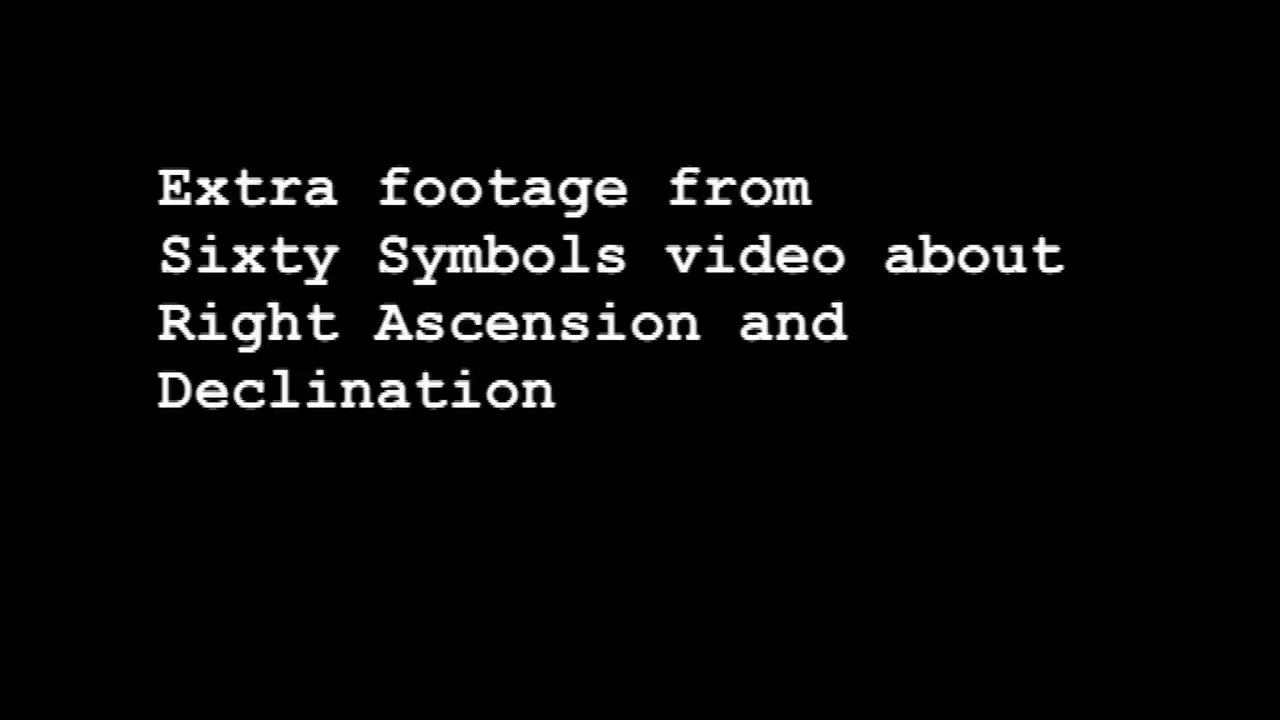 Extra footage from
Sixty Symbols video about
Right Ascension and
Declination